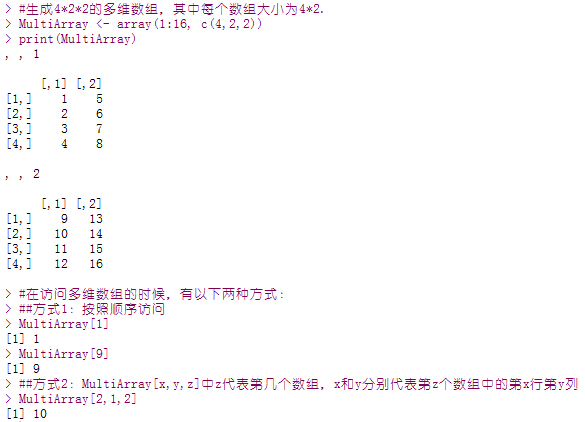 > #生成4*2*2的多维数组，其中每个数组大小为4*2.
> MultiArray <- array(1:16, c(4,2,2))
> print(MultiArray)
, , 1
     [,1] [,2]
[1,]    1    5
[2,]    2    6
[3,]    3    7
[4,]    4    8
, , 2
     [,1] [,2]
[1,]    9   13
[2,]   10   14
[3,]   11   15
[4,]   12   16
> #在访问多维数组的时候，有以下两种方式：
> ##方式1：按照顺序访问
> MultiArray[1]
[1] 1
> MultiArray[9]
[1] 9
> ##方式2：MultiArray[x,y,z]中z代表第几个数组，x和y分别代表第z个数组中的第x行第y列
> MultiArray[2,1,2]
[1] 10